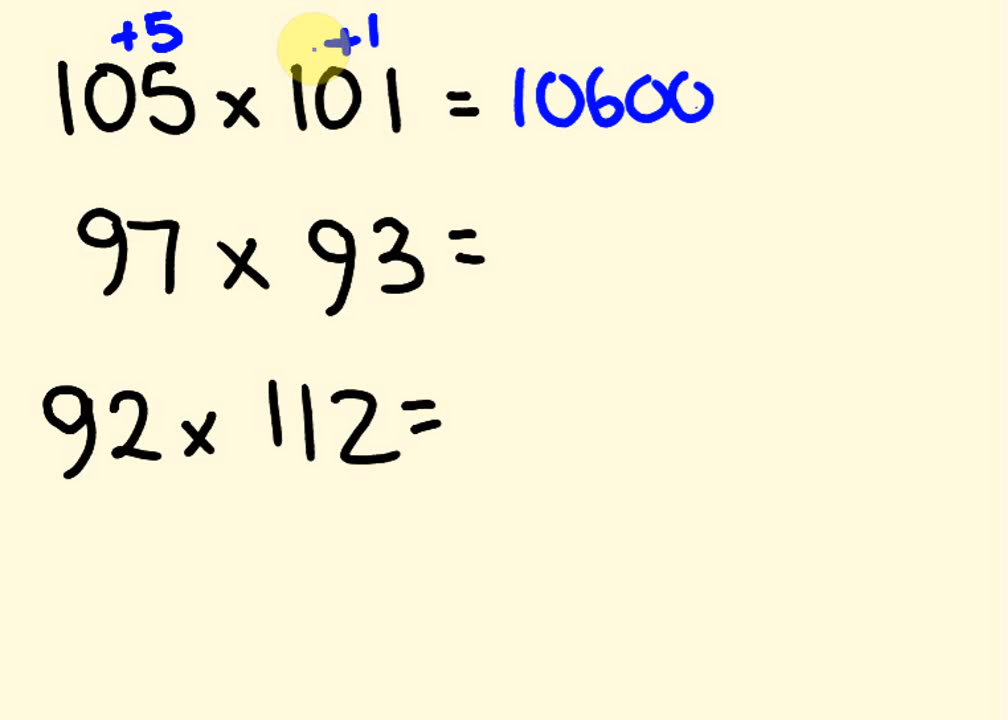 +5 +1
105 x 101 = 10600
97 x 93 =
92 x 112 =